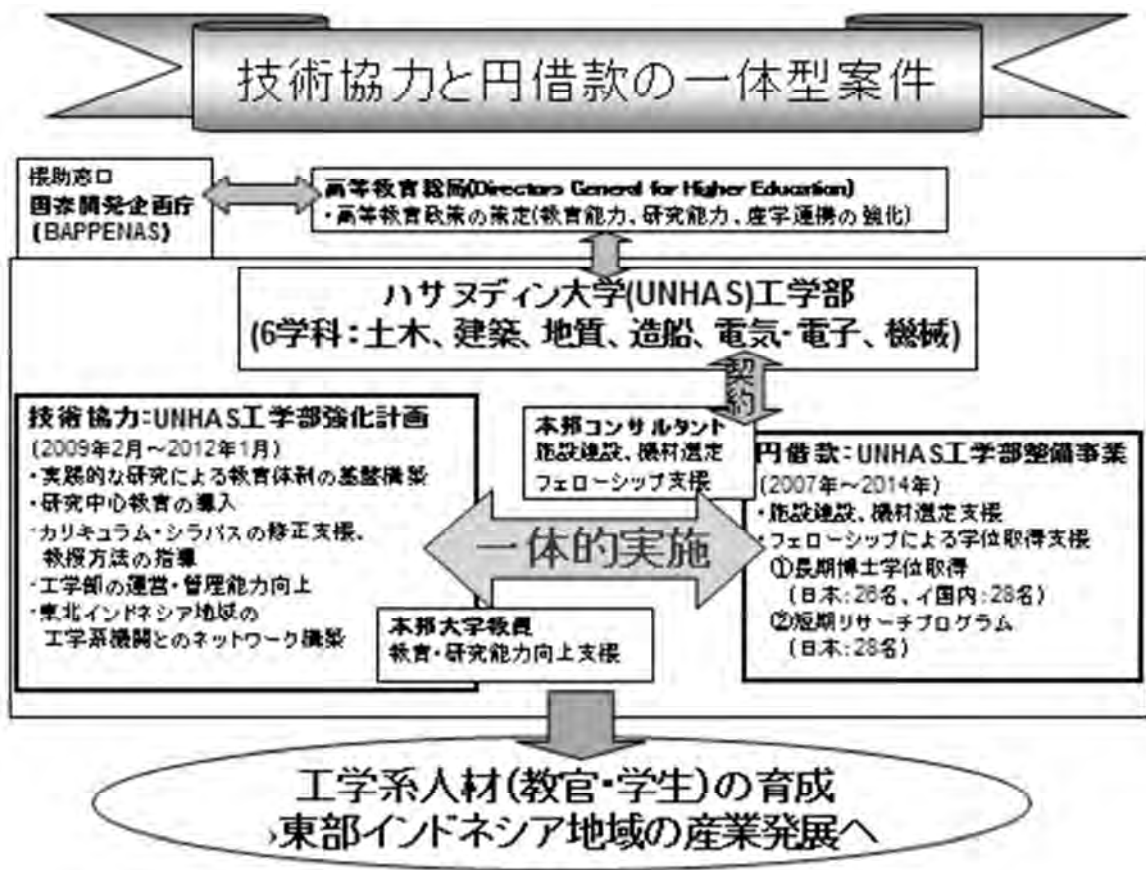 技術協力と円借款の一体型案件
援助窓口
国家開発企画庁
(BAPPENAS)
高等教育総局(Directors General for Higher Education)
・高等教育政策の策定(教育能力、研究能力、産学連携の強化)
ハサヌディン大学(UNHAS)工学部
(6学科:土木、建築、地質、造船、電気・電子、機械)
契約
技術協力:UNHAS工学部強化計画
(2009年2月～2012年1月)
・実践的な研究による教育体制の基盤構築
・研究中心教育の導入
・カリキュラム・シラバスの修正支援、
教授方法の指導
・工学部の運営・管理能力向上
・東北インドネシア地域の
工学系機関とのネットワーク構築
本邦コンサルタント
施設建設、機材選定
フェローシップ支援
円借款:UNHAS工学部整備事業
(2007年～2014年)
・施設建設、機材選定支援
・フェローシップによる学位取得支援
①長期博士学位取得
(日本:26名、イ国内:28名)
②短期リサーチプログラム
(日本:28名)
一体的実施
本邦大学教員
教育・研究能力向上支援
工学系人材(教官・学生)の育成
›東部インドネシア地域の産業発展へ